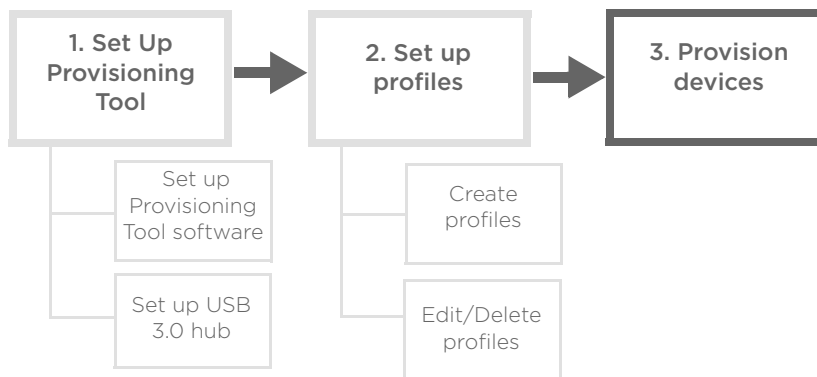 1. Set Up
Provisioning
Tool
2. Set up
profiles
3. Provision
devices
Set up
Provisioning
Tool software
Set up USB
3.0 hub
Create
profiles
Edit/Delete
profiles